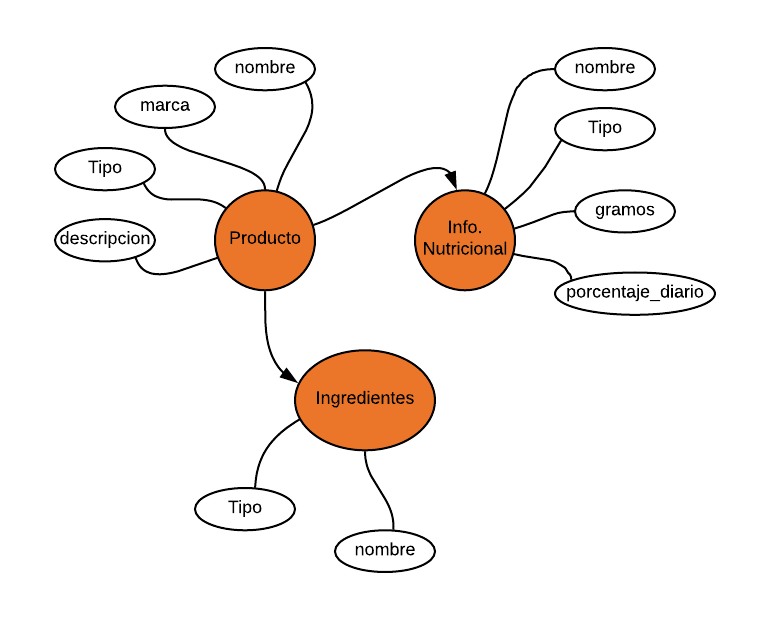 nombre
marca
Tipo
descripcion
Producto
nombre
Tipo
gramos
porcentaje_diario
Info.
Nutricional
Ingredientes
Tipo
nombre